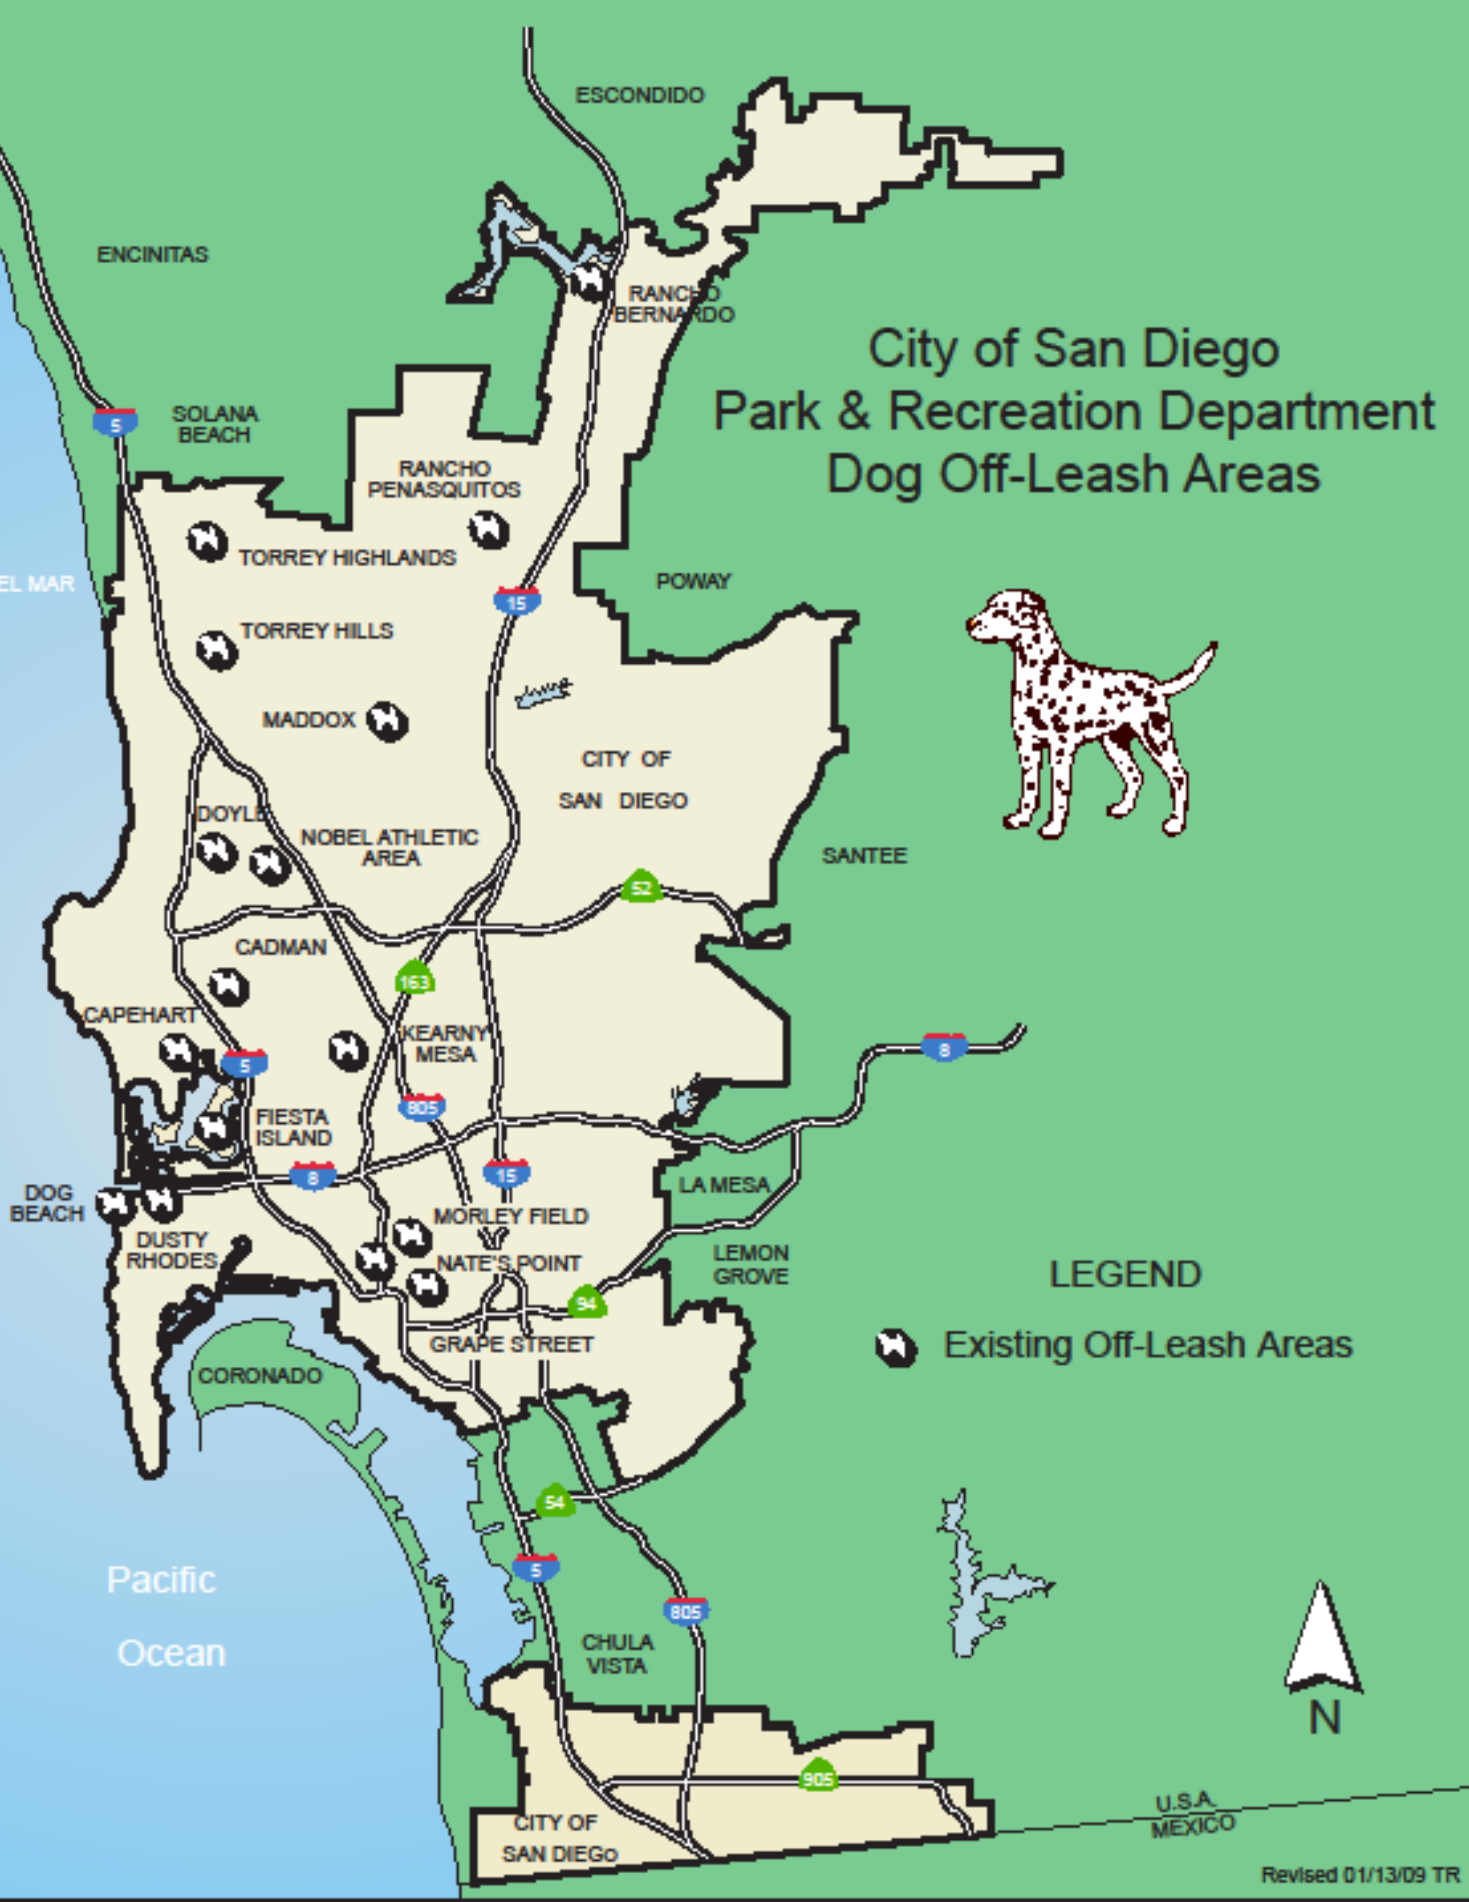 ESCONDIDO
ENCINITAS
RANCHO
BERNARDO
City of San Diego
Park & Recreation Department
Dog Off-Leash Areas
5
SOLANA
BEACH
RANCHO
PENASQUITOS
TORREY HIGHLANDS
EL MAR
POWAY
15
TORREY HILLS
MADDOX
CITY OF
SAN DIEGO
DOYLE
NOBEL ATHLETIC
AREA
SANTEE
52
CADMAN
163
CAPEHART
KEARNY
MESA
8
5
805
FIESTA
ISLAND
8
15
LA MESA
DOG
BEACH
MORLEY FIELD
DUSTY
RHODES
NATE'S POINT
LEMON
GROVE
LEGEND
94
GRAPE STREET
Existing Off-Leash Areas
CORONADO
54
5
Pacific
Ocean
805
CHULA
VISTA
N
905
CITY OF
SAN DIEGo
U.S.A.
MEXICO
Revised 01/13/09 TR